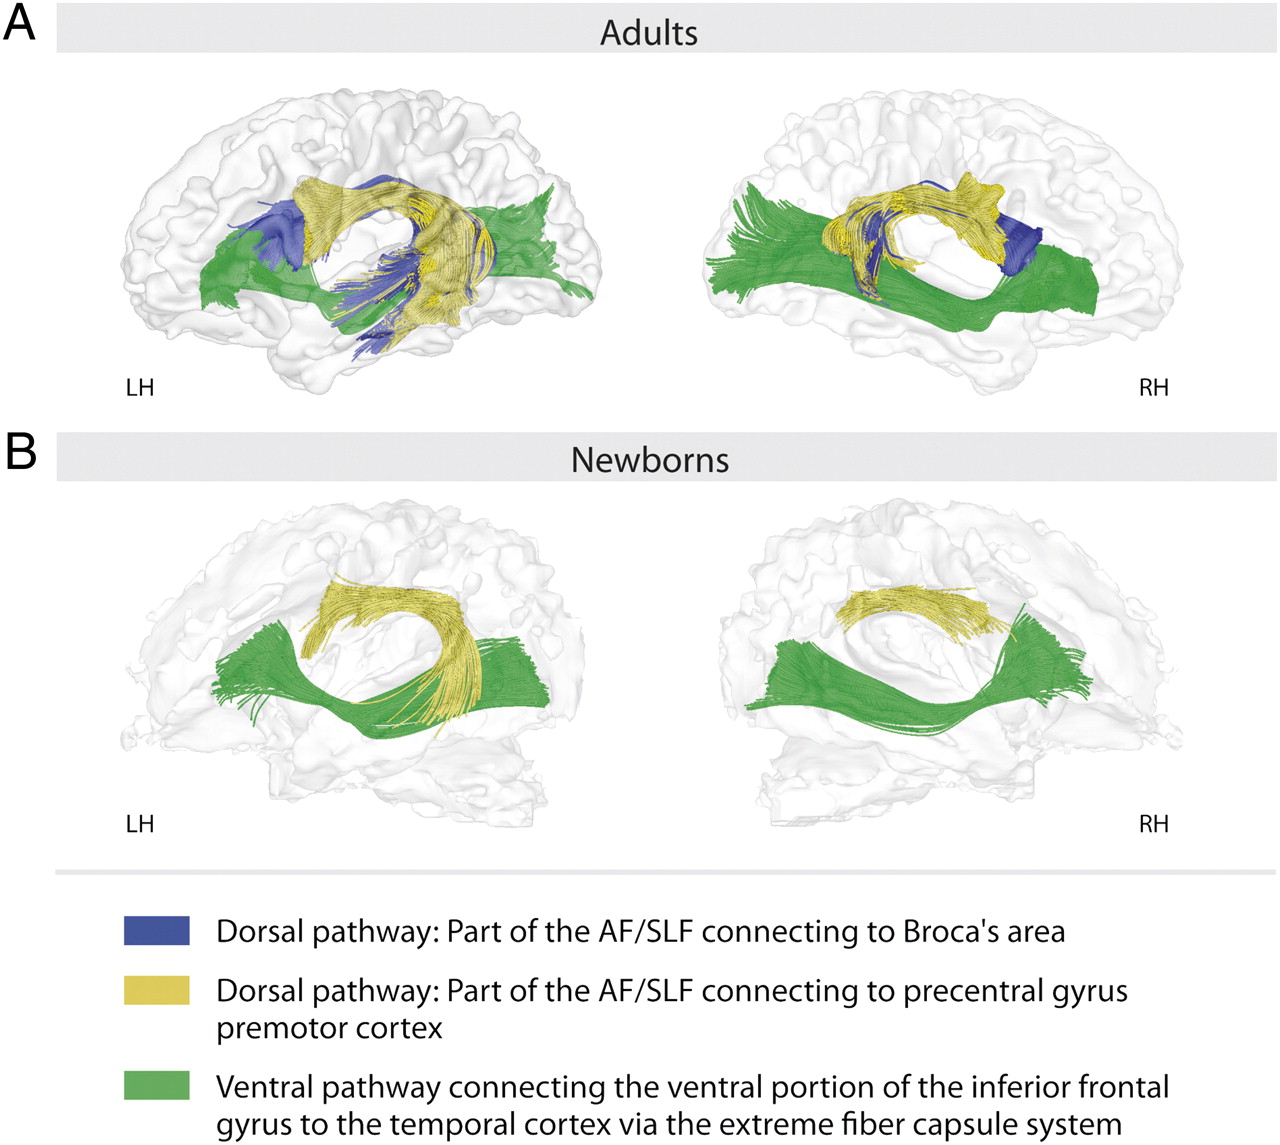 A
Adults
LH
RH
B
Newborns
LH
RH
Dorsal pathway: Part of the AF/SLF connecting to Broca's area
Dorsal pathway: Part of the AF/SLF connecting to precentral gyrus
premotor cortex
Ventral pathway connecting the ventral portion of the inferior frontal
gyrus to the temporal cortex via the extreme fiber capsule system